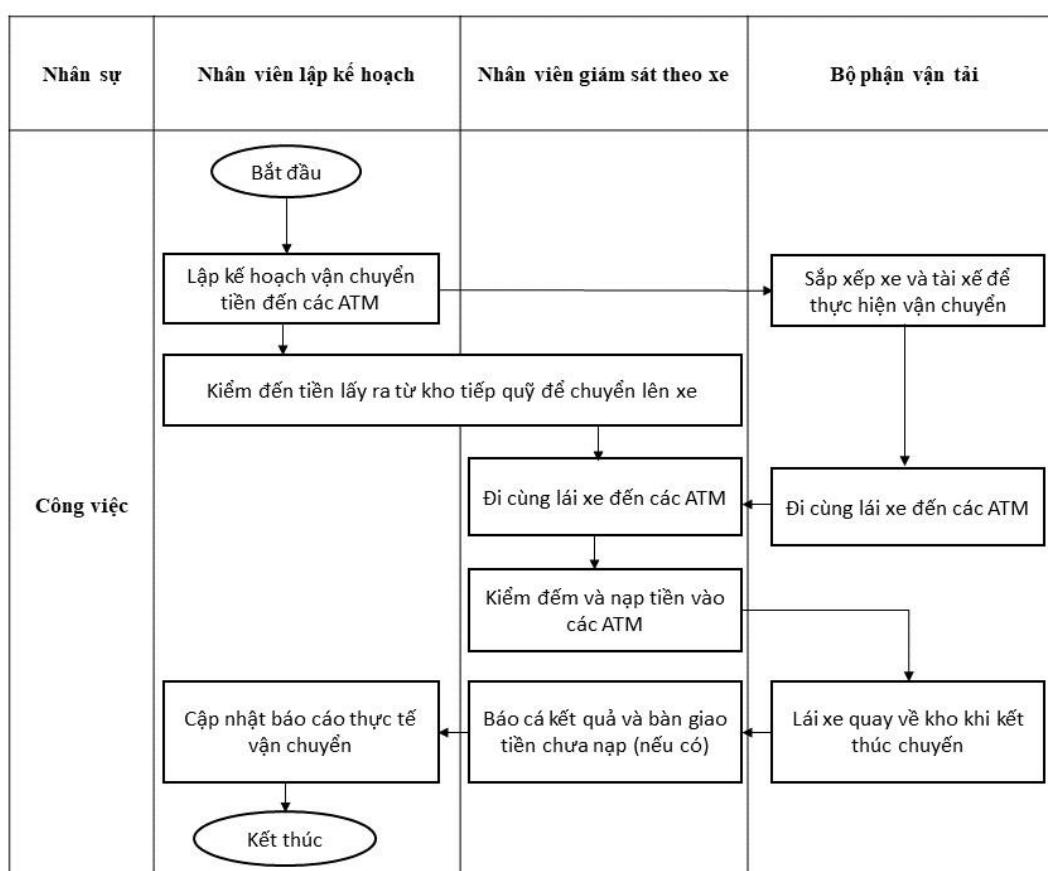 Nhân sự
Nhân viên lập kế hoạch
Nhân viên giám sát theo xe
Bộ phận vận tải
Công việc
Bắt đầu
Lập kế hoạch vận chuyển
tiền đến các ATM
Sắp xếp xe và tài xế để
thực hiện vận chuyển
Kiểm đến tiền lấy ra từ kho tiếp quỹ để chuyển lên xe
Đi cùng lái xe đến các ATM
Đi cùng lái xe đến các ATM
Kiểm đếm và nạp tiền vào
các ATM
Cập nhật báo cáo thực tế
vận chuyển
Báo cá kết quả và bàn giao
tiền chưa nạp (nếu có)
Lái xe quay về kho khi kết
thúc chuyến
Kết thúc